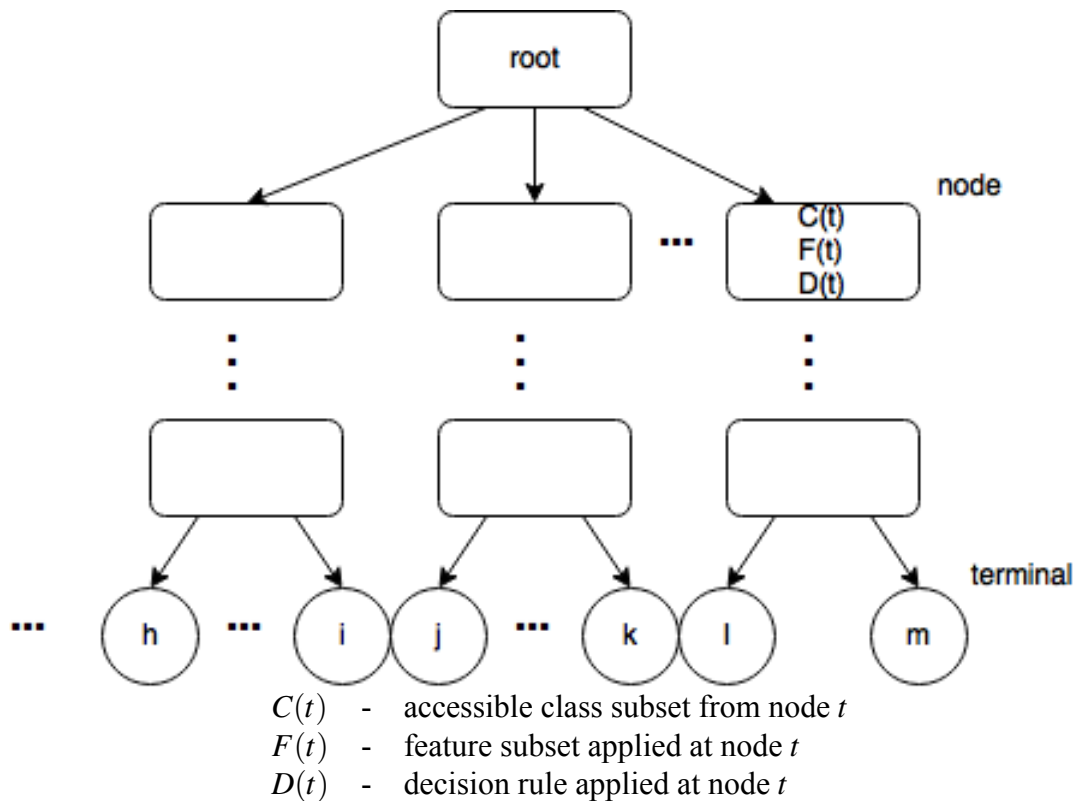 root
node
C(t)
F(t)
D(t)
terminal
h i j k l m
C(t) - accessible class subset from node t
F(t) - feature subset applied at node t
D(t) - decision rule applied at node t